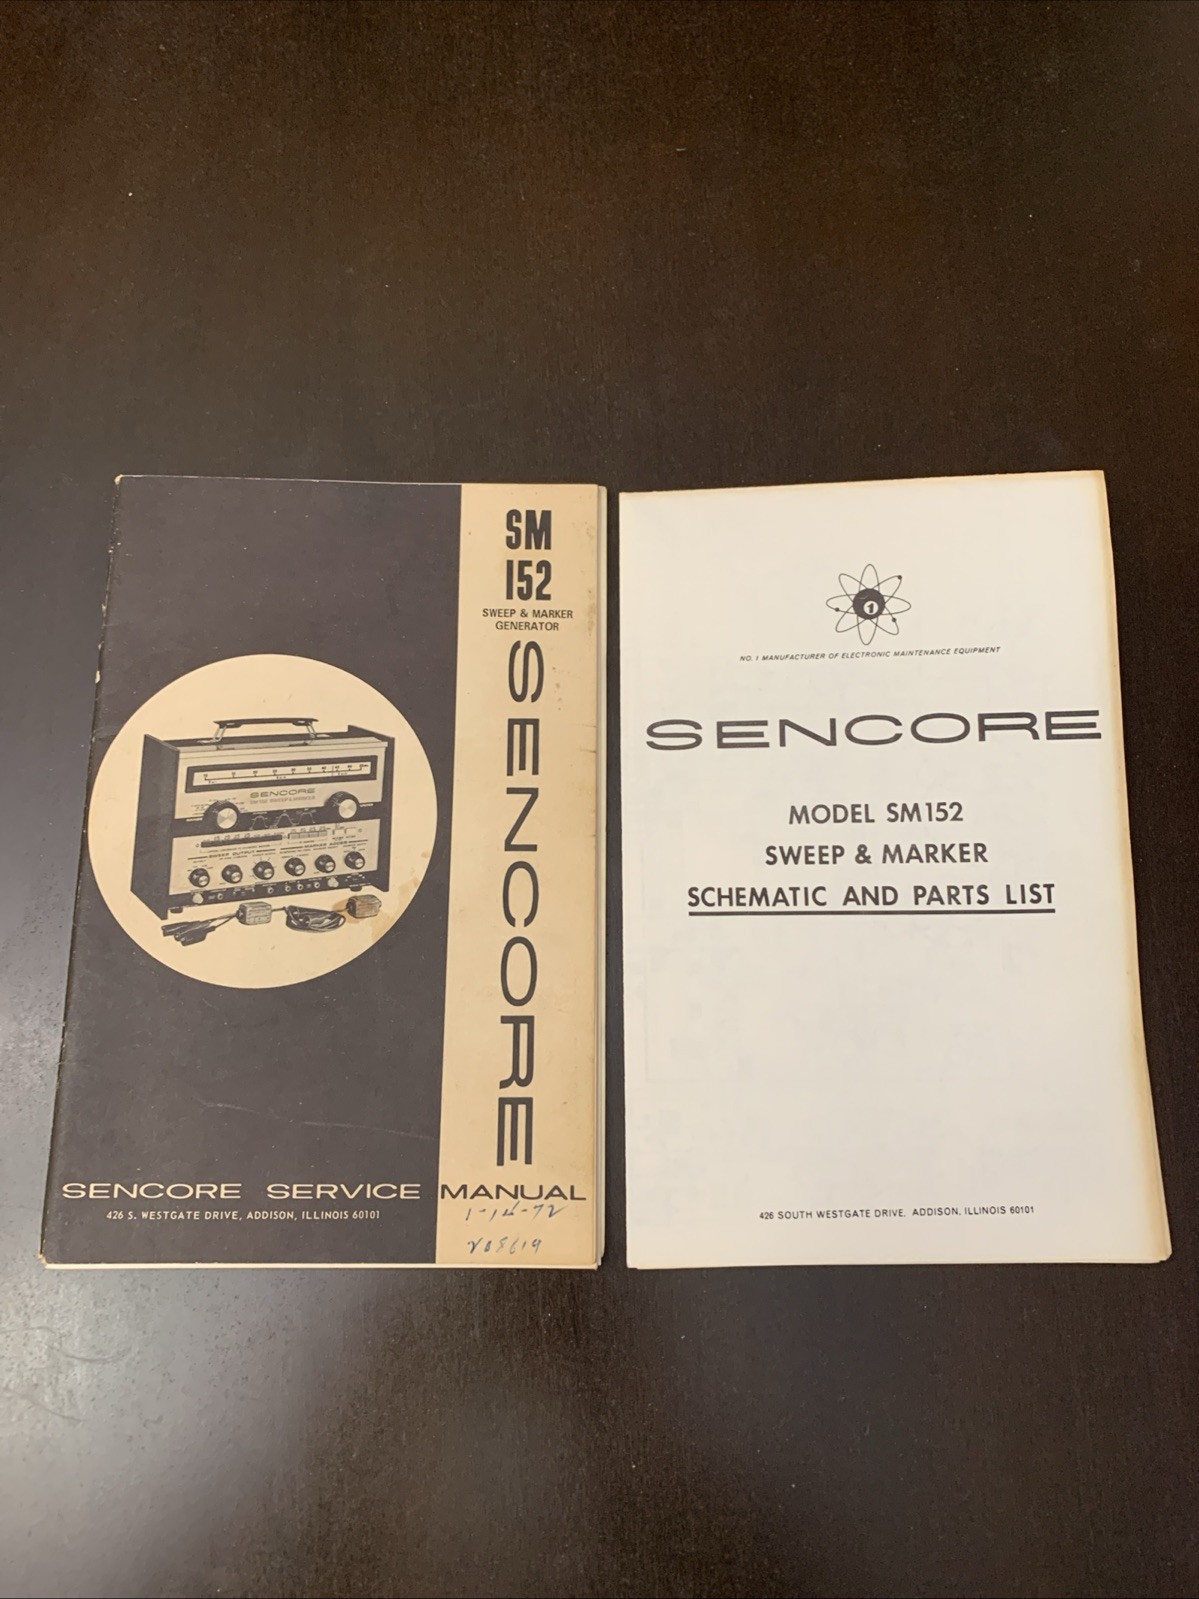 SM
152
SWEEP & MARKER
GENERATOR
SENCORE
SENCORE
SENCORE SERVICE MANUAL
426 S. WESTGATE DRIVE, ADDISON, ILLINOIS 60101
1
NO. 1 MANUFACTURER OF ELECTRONIC MAINTENANCE EQUIPMENT
SENCORE
MODEL SM152
SWEEP & MARKER
SCHEMATIC AND PARTS LIST
426 SOUTH WESTGATE DRIVE, ADDISON, ILLINOIS 60101